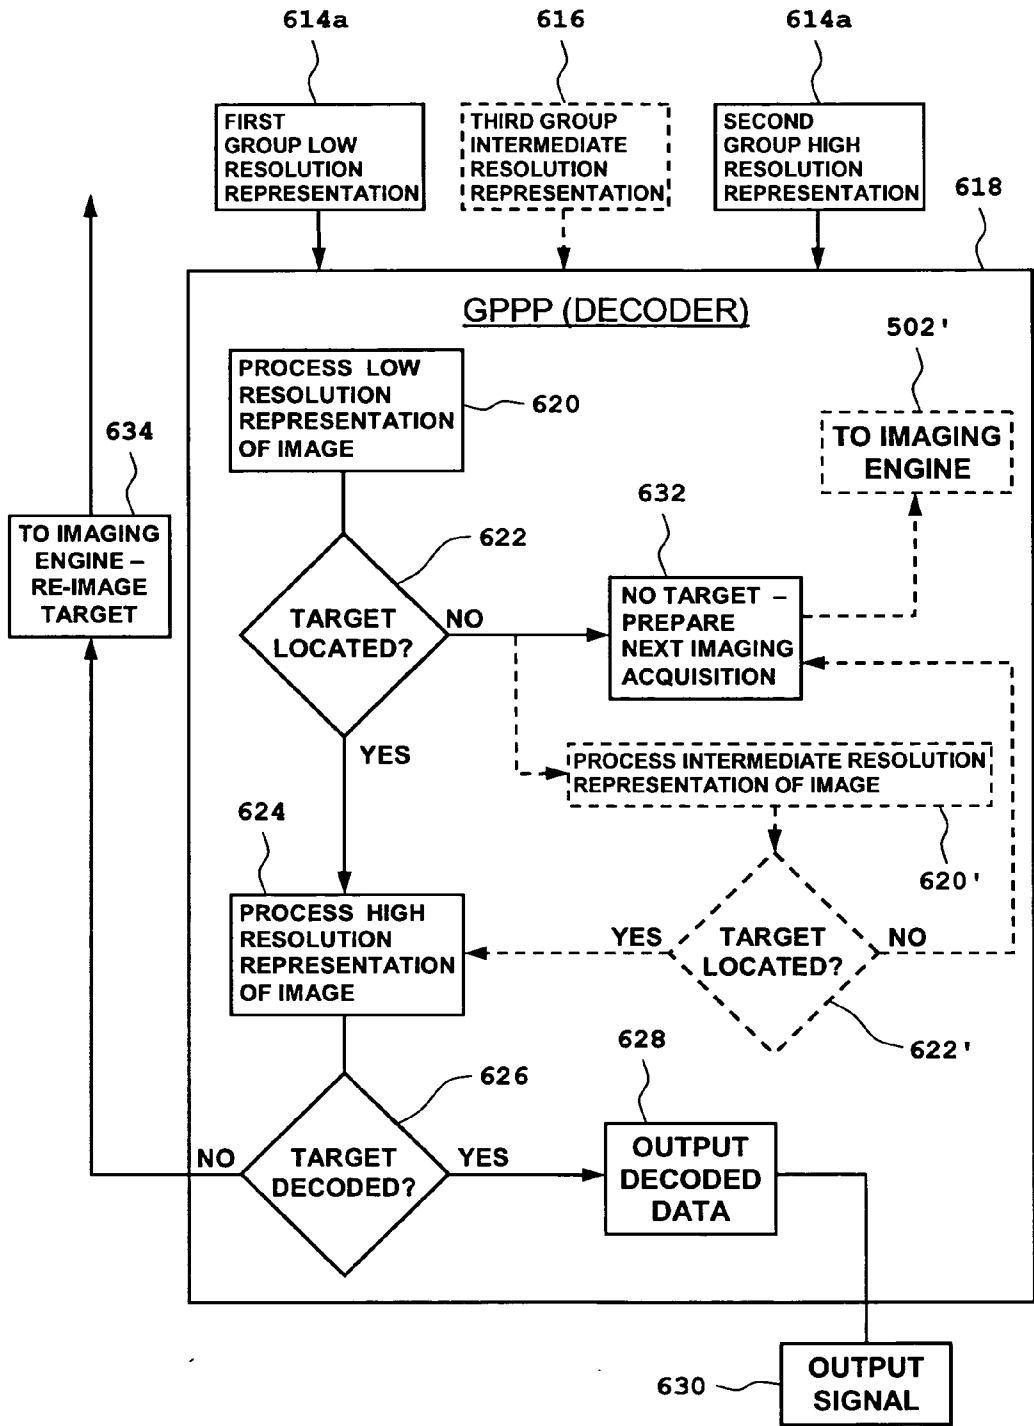 614a
616
614a
FIRST
GROUP LOW
RESOLUTION
REPRESENTATION
THIRD GROUP
INTERMEDIATE
RESOLUTION
REPRESENTATION
SECOND
GROUP HIGH
RESOLUTION
REPRESENTATION
618
GPPP (DECODER)
502'
PROCESS LOW
RESOLUTION
REPRESENTATION
OF IMAGE
620
TO IMAGING
ENGINE
634
TO IMAGING
ENGINE –
RE-IMAGE
TARGET
622
632
TARGET
LOCATED?
NO
NO TARGET –
PREPARE
NEXT IMAGING
ACQUISITION
YES
PROCESS INTERMEDIATE RESOLUTION
REPRESENTATION OF IMAGE
624
620'
PROCESS HIGH
RESOLUTION
REPRESENTATION
OF IMAGE
YES
TARGET
LOCATED?
NO
622'
628
626
NO
TARGET
DECODED?
YES
OUTPUT
DECODED
DATA
630
OUTPUT
SIGNAL